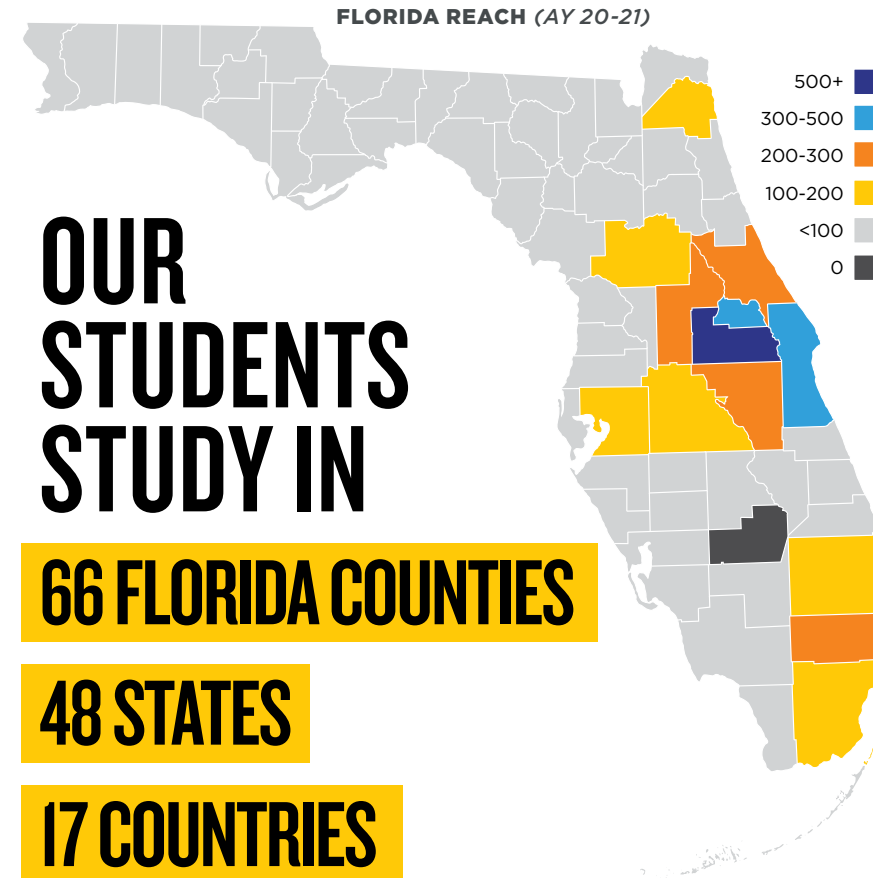 FLORIDA REACH (AY 20-21)
500+
300-500
200-300
100-200
<100
0
OUR
STUDENTS
STUDY IN
66 FLORIDA COUNTIES
48 STATES
17 COUNTRIES